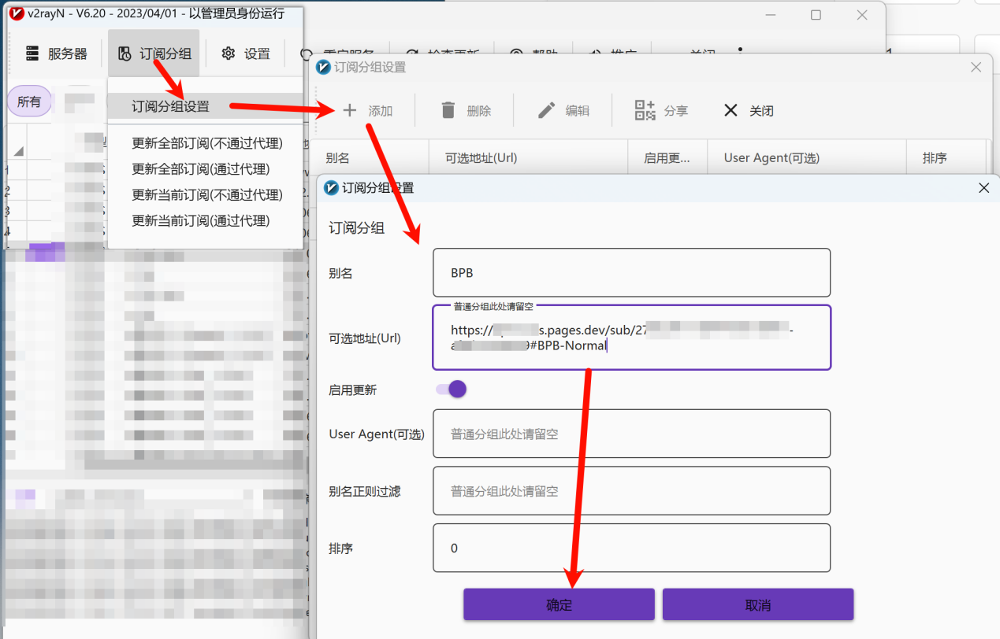 v2rayN - V6.20 - 2023/04/01 - 以管理员身份运行
服务器
订阅分组
设置
所有
订阅分组设置
更新全部订阅(不通过代理)
更新全部订阅(通过代理)
更新当前订阅(不通过代理)
更新当前订阅(通过代理)
1
2
3
4
订阅分组设置
添加
删除
编辑
分享
关闭
别名
可选地址(Url)
启用更...
User Agent(可选)
排序
订阅分组设置
订阅分组
别名
BPB
可选地址(Url)
普通分组此处请留空
https://
s.pages.dev/sub/27
-
#BPB-Normal
启用更新
User Agent(可选)
普通分组此处请留空
别名正则过滤
普通分组此处请留空
排序
0
确定
取消